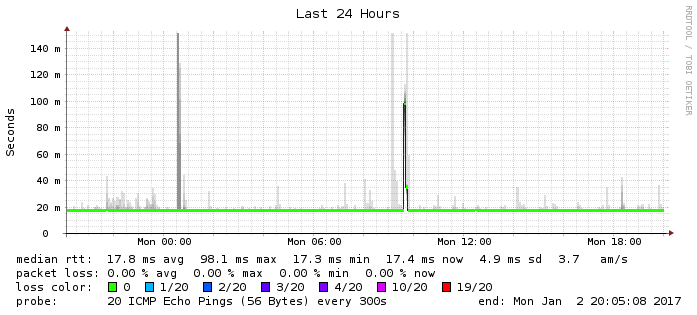 Last 24 Hours
RRDTOOL / TOBI OETIKER
Seconds
140 m
120 m
100 m
80 m
60 m
40 m
20 m
0
Mon 00:00 Mon 06:00 Mon 12:00 Mon 18:00
median rtt: 17.8 ms avg 98.1 ms max 17.3 ms min 17.4 ms now 4.9 ms sd 3.7 am/s
packet loss: 0.00 % avg 0.00 % max 0.00 % min 0.00 % now
loss color: 0 1/20 2/20 3/20 4/20 10/20 19/20
probe: 20 ICMP Echo Pings (56 Bytes) every 300s end: Mon Jan 2 20:05:08 2017